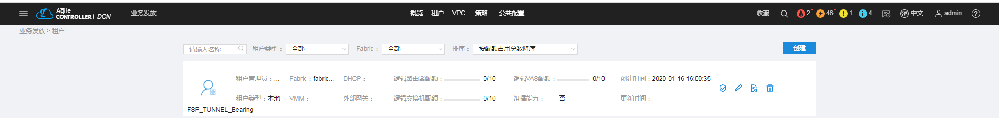 Agile CONTROLLER | DCN 业务发放 概览 租户 VPC 策略 公共配置 收藏 2 46 1 4 中文 admin
业务发放 > 租户
请输入名称 租户类型： 全部 Fabric： 全部 排序： 按配额占用总数降序 创建
租户管理员：... Fabric：fabric... DHCP：— 逻辑路由器配额： 0/10 逻辑VAS配额： 0/10 创建时间：2020-01-16 16:00:35
租户类型：本地 VMM：— 外部网关：— 逻辑交换机配额： 0/10 组播能力： 否 更新时间：—
FSP_TUNNEL_Bearing